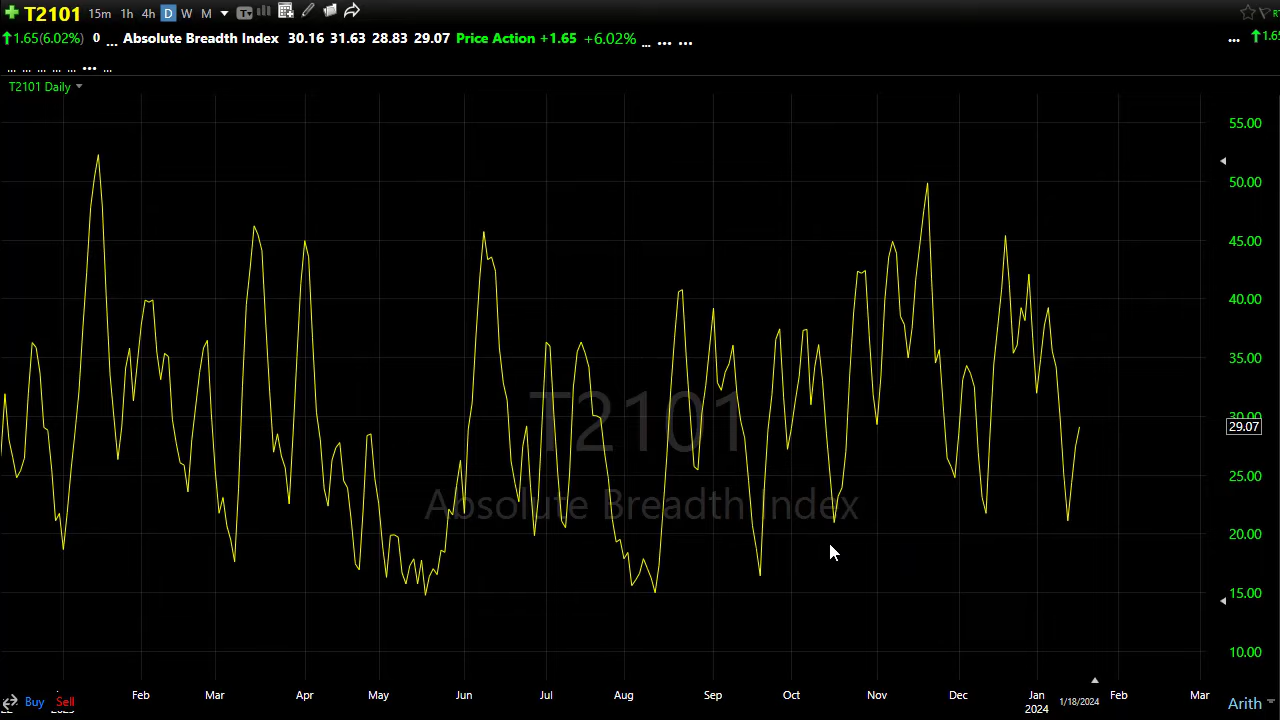 T2101 15m 1h 4h D W M
1.65(6.02%) 0 ... Absolute Breadth Index 30.16 31.63 28.83 29.07 Price Action +1.65 +6.02% ... ... ... ... 1.65
... ... ... ... ... ... ...
T2101 Daily
55.00
50.00
45.00
40.00
35.00
30.00
29.07
25.00
20.00
15.00
10.00
T2101
Absolute Breadth Index
Buy Sell Feb Mar Apr May Jun Jul Aug Sep Oct Nov Dec Jan Feb Mar
2024 1/18/2024 Arith